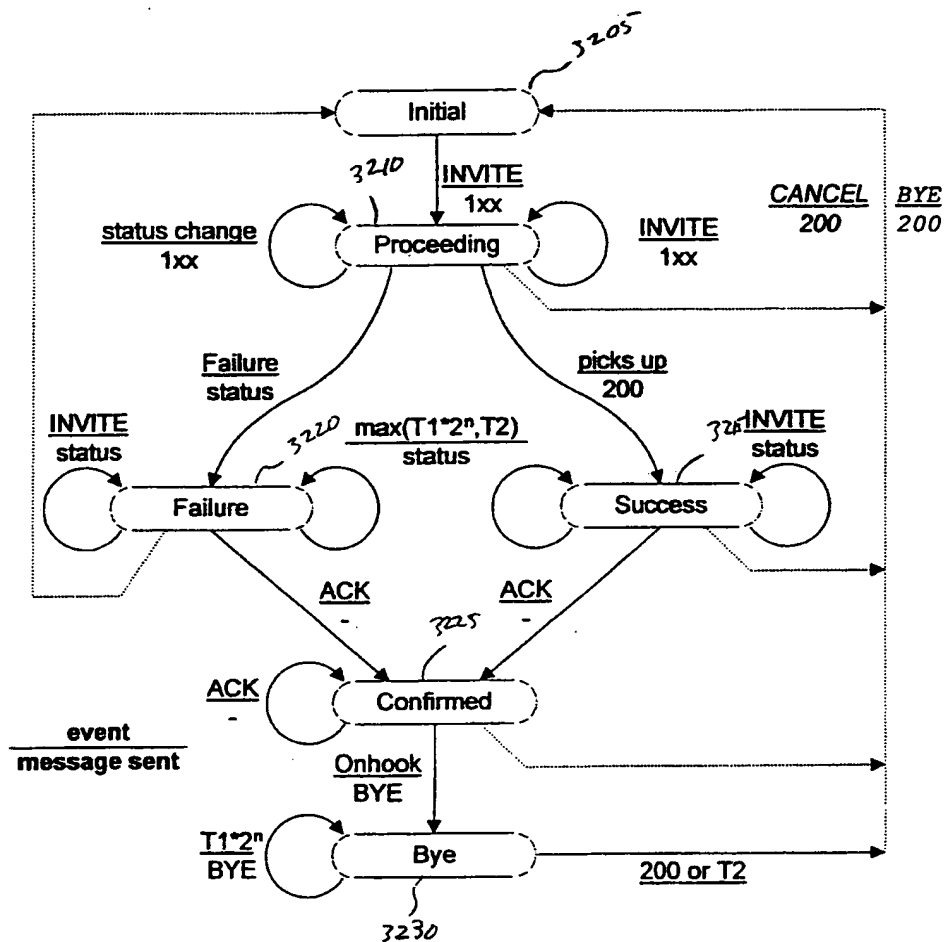 3205
Initial
3210
INVITE
1xx
CANCEL
200
BYE
200
status change
1xx
Proceeding
INVITE
1xx
Failure
status
picks up
200
INVITE
status
3220
max(T1*2ⁿ,T2)
status
INVITE
status
Failure
Success
ACK
-
ACK
-
3225
ACK
-
Confirmed
event
message sent
Onhook
BYE
T1*2ⁿ
BYE
Bye
200 or T2
3230